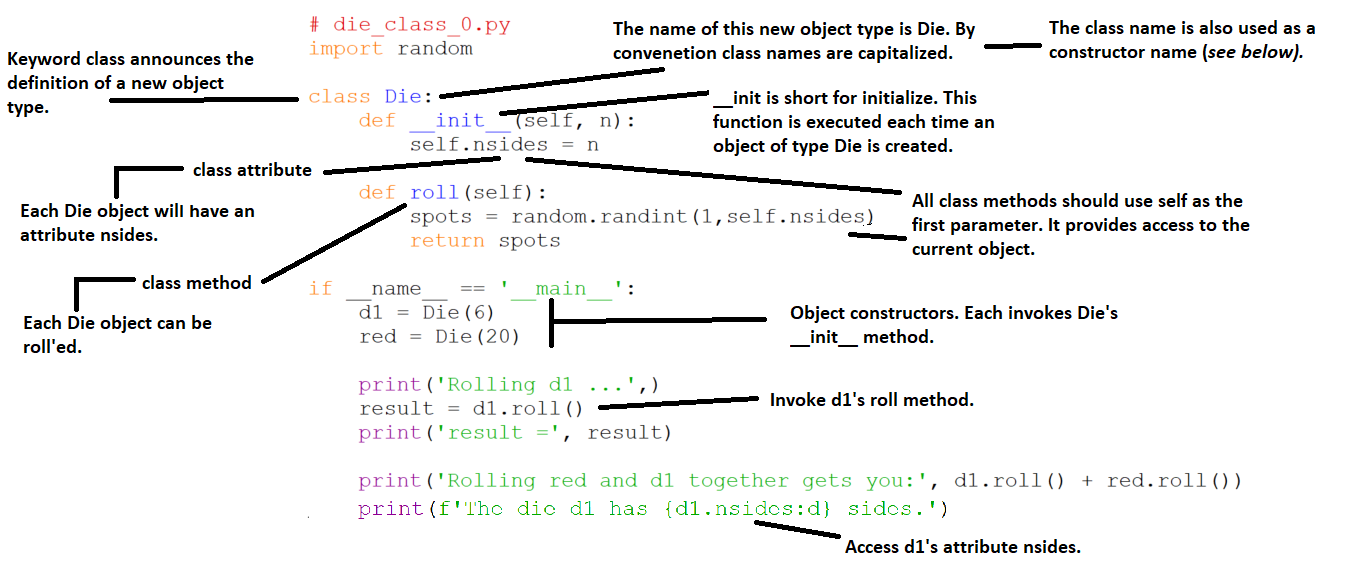 # die_class_0.py
import random
The name of this new object type is Die. By
convenetion class names are capitalized.
The class name is also used as a
constructor name (see below).
Keyword class announces the
definition of a new object
type.
class Die:
def __init__(self, n):
self.nsides = n
__init is short for initialize. This
function is executed each time an
object of type Die is created.
class attribute
Each Die object will have an
attribute nsides.
def roll(self):
spots = random.randint(1,self.nsides)
return spots
All class methods should use self as the
first parameter. It provides access to the
current object.
class method
Each Die object can be
roll'ed.
if __name__ == '__main__':
d1 = Die(6)
red = Die(20)
Object constructors. Each invokes Die's
__init__ method.
print('Rolling d1 ...',)
result = d1.roll()
print('result =', result)
Invoke d1's roll method.
print('Rolling red and d1 together gets you:', d1.roll() + red.roll())
print(f'The die d1 has {d1.nsides:d} sides.')
Access d1's attribute nsides.